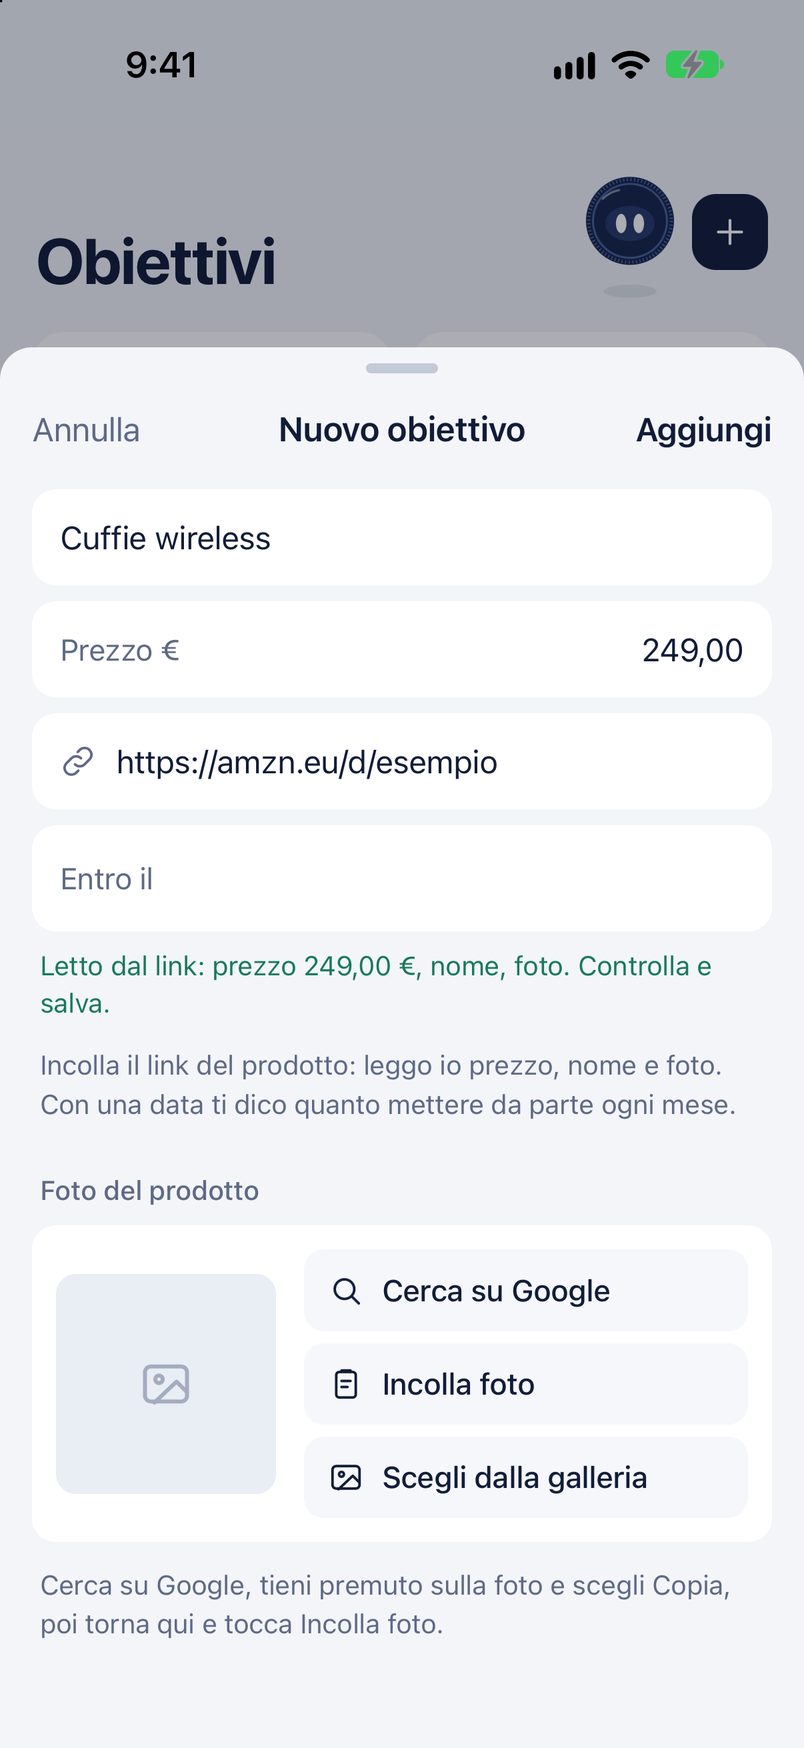 9:41
Obiettivi
Annulla
Nuovo obiettivo
Aggiungi
Cuffie wireless
Prezzo €
249,00
https://amzn.eu/d/esempio
Entro il
Letto dal link: prezzo 249,00 €, nome, foto. Controlla e
salva.
Incolla il link del prodotto: leggo io prezzo, nome e foto.
Con una data ti dico quanto mettere da parte ogni mese.
Foto del prodotto
Cerca su Google
Incolla foto
Scegli dalla galleria
Cerca su Google, tieni premuto sulla foto e scegli Copia,
poi torna qui e tocca Incolla foto.